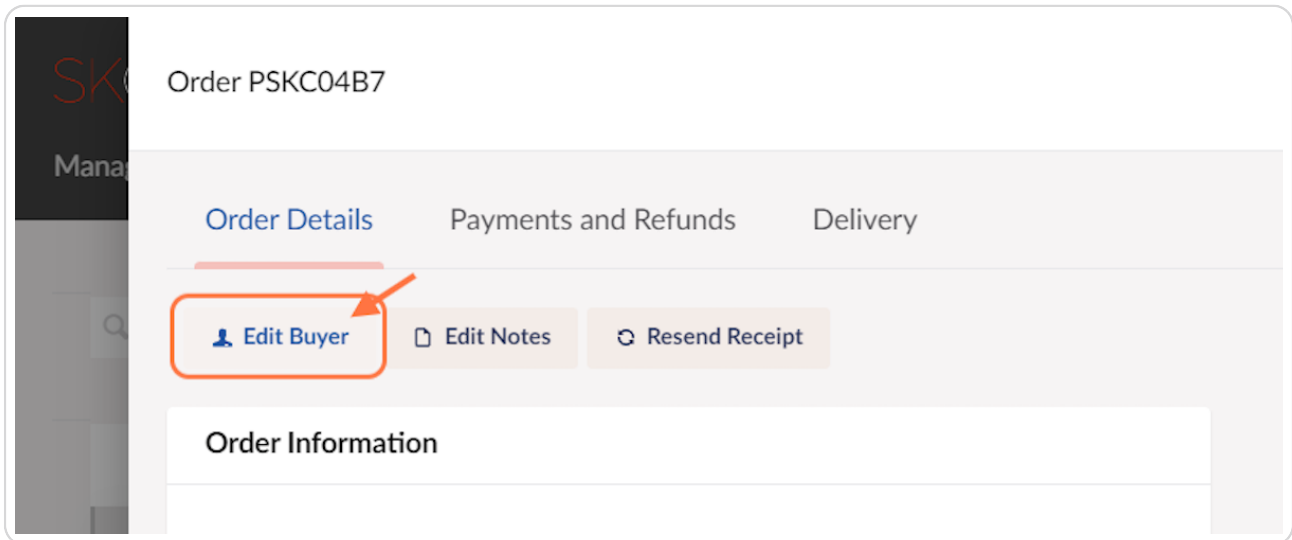 Order PSKC04B7
Order Details Payments and Refunds Delivery
Edit Buyer Edit Notes Resend Receipt
Order Information